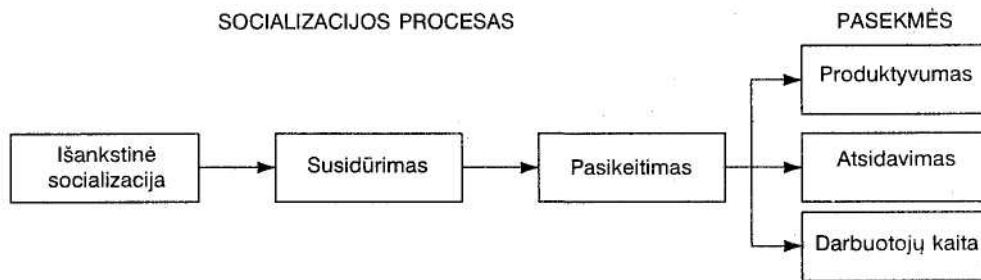 SOCIALIZACIJOS PROCESAS
PASEKMĖS
Išankstinė
socializacija
Susidūrimas
Pasikeitimas
Produktyvumas
Atsidavimas
Darbuotojų kaita